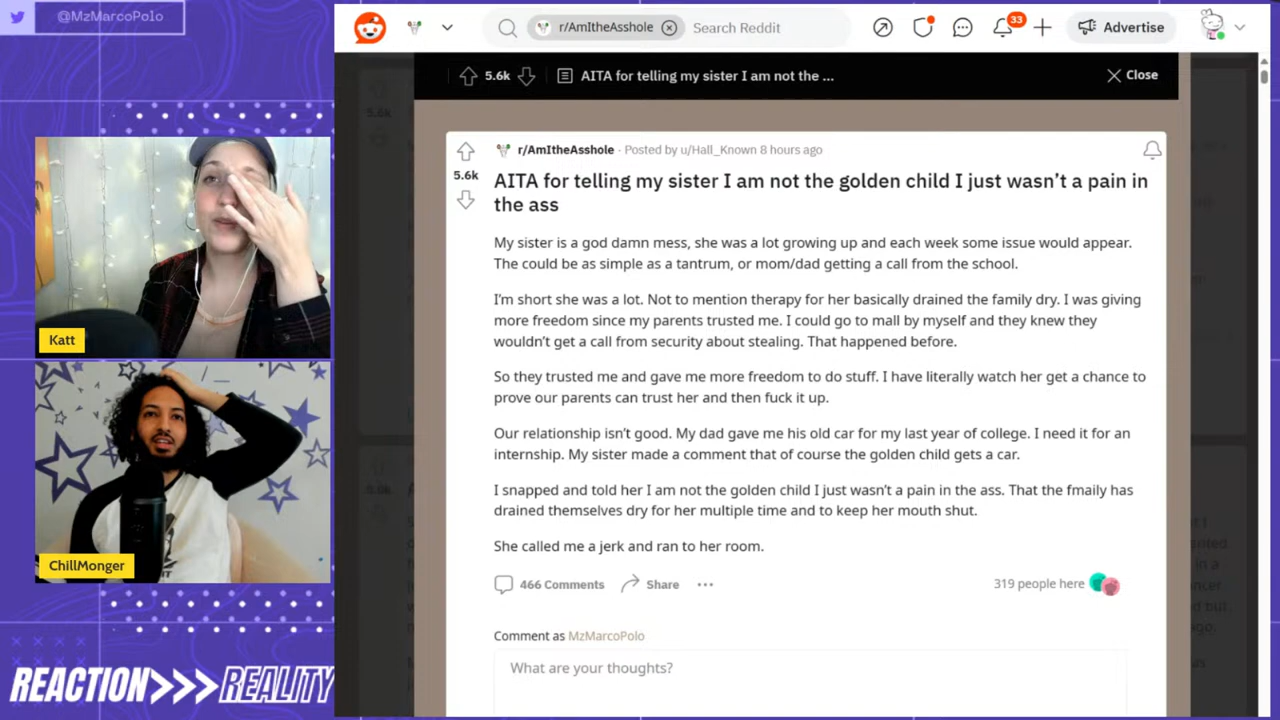 @MzMarcoPolo
r/AmItheAsshole
Search Reddit
33
Advertise
5.6k
AITA for telling my sister I am not the ...
Close
r/AmItheAsshole · Posted by u/Hall_Known 8 hours ago
5.6k
AITA for telling my sister I am not the golden child I just wasn't a pain in
the ass
My sister is a god damn mess, she was a lot growing up and each week some issue would appear.
The could be as simple as a tantrum, or mom/dad getting a call from the school.
I'm short she was a lot. Not to mention therapy for her basically drained the family dry. I was giving
more freedom since my parents trusted me. I could go to mall by myself and they knew they
wouldn't get a call from security about stealing. That happened before.
So they trusted me and gave me more freedom to do stuff. I have literally watch her get a chance to
prove our parents can trust her and then fuck it up.
Our relationship isn't good. My dad gave me his old car for my last year of college. I need it for an
internship. My sister made a comment that of course the golden child gets a car.
I snapped and told her I am not the golden child I just wasn't a pain in the ass. That the fmaily has
drained themselves dry for her multiple time and to keep her mouth shut.
She called me a jerk and ran to her room.
466 Comments
Share
319 people here
Comment as MzMarcoPolo
What are your thoughts?
Katt
ChillMonger
REACTION>>>REALITY